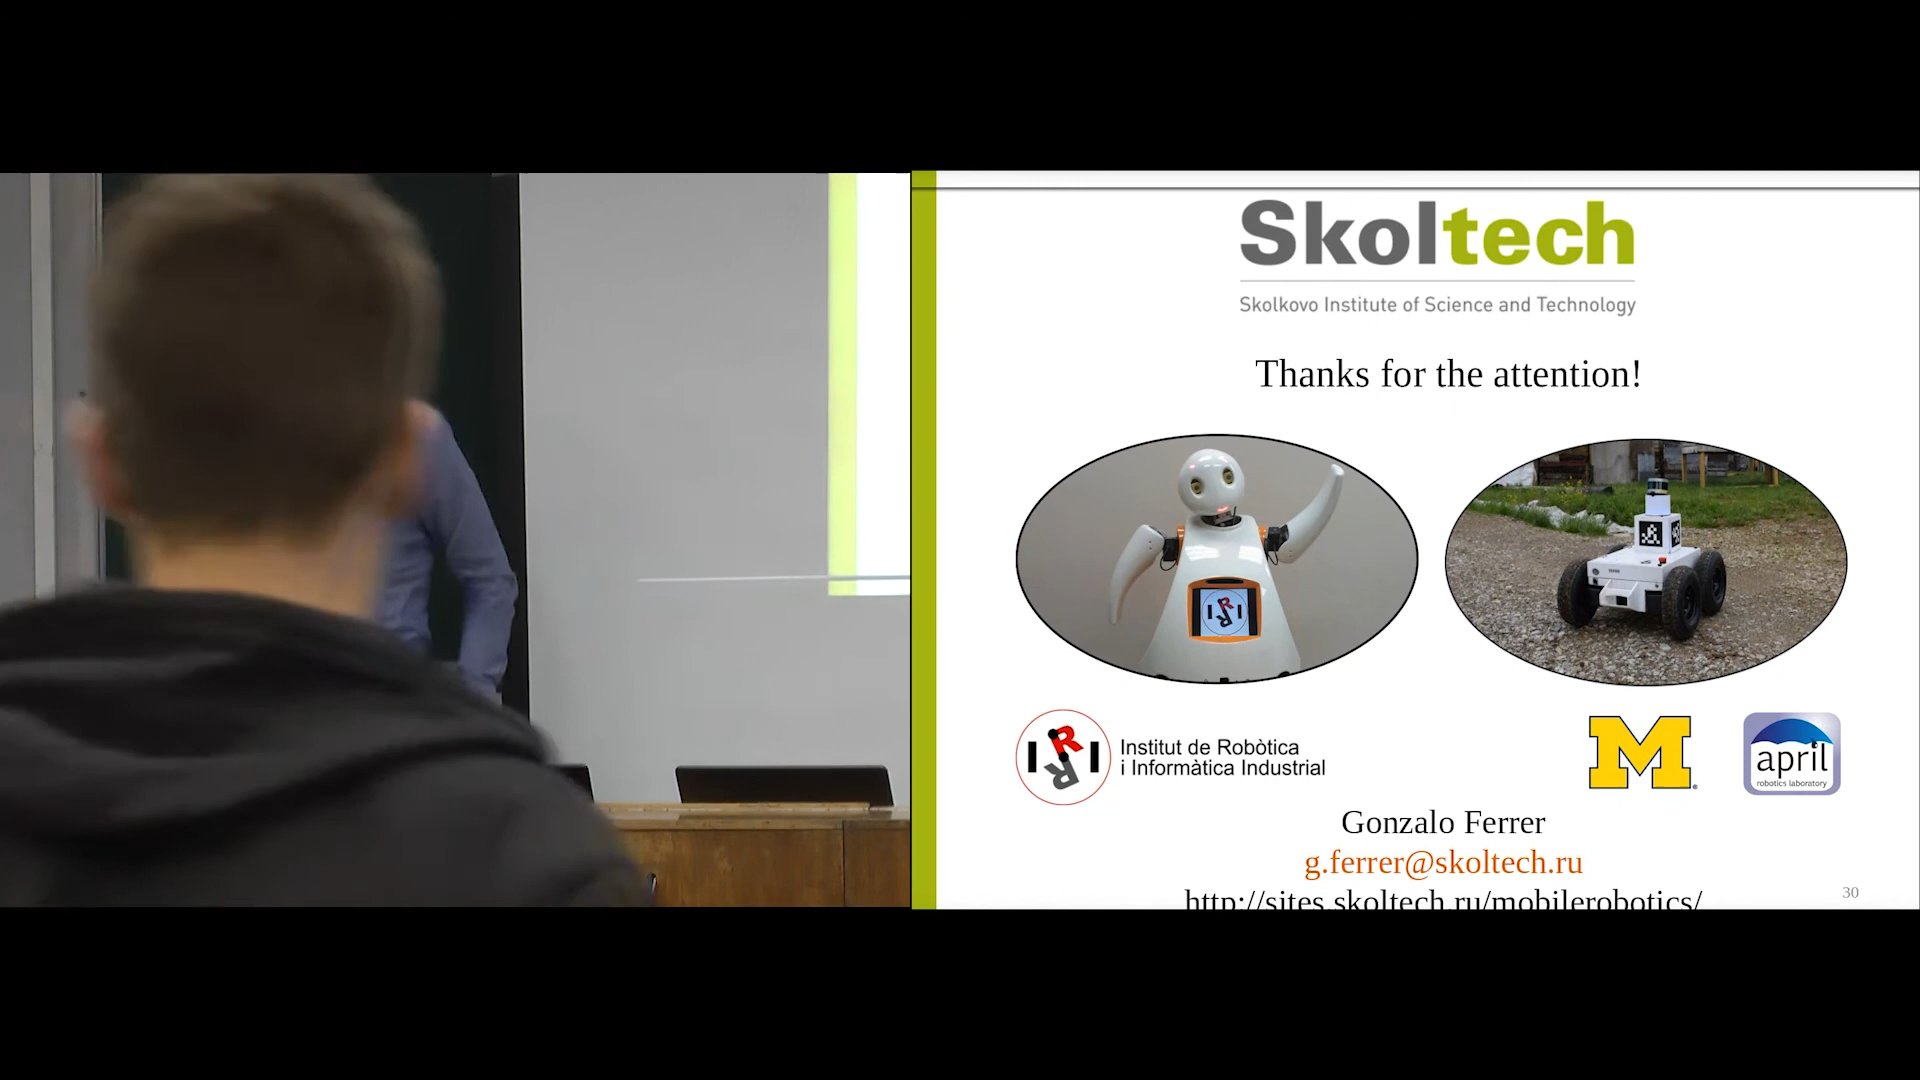 Skoltech
Skolkovo Institute of Science and Technology
Thanks for the attention!
IRI
Institut de Robòtica
i Informàtica Industrial
M
april
robotics laboratory
Gonzalo Ferrer
g.ferrer@skoltech.ru
http://sites.skoltech.ru/mobilerobotics/
30